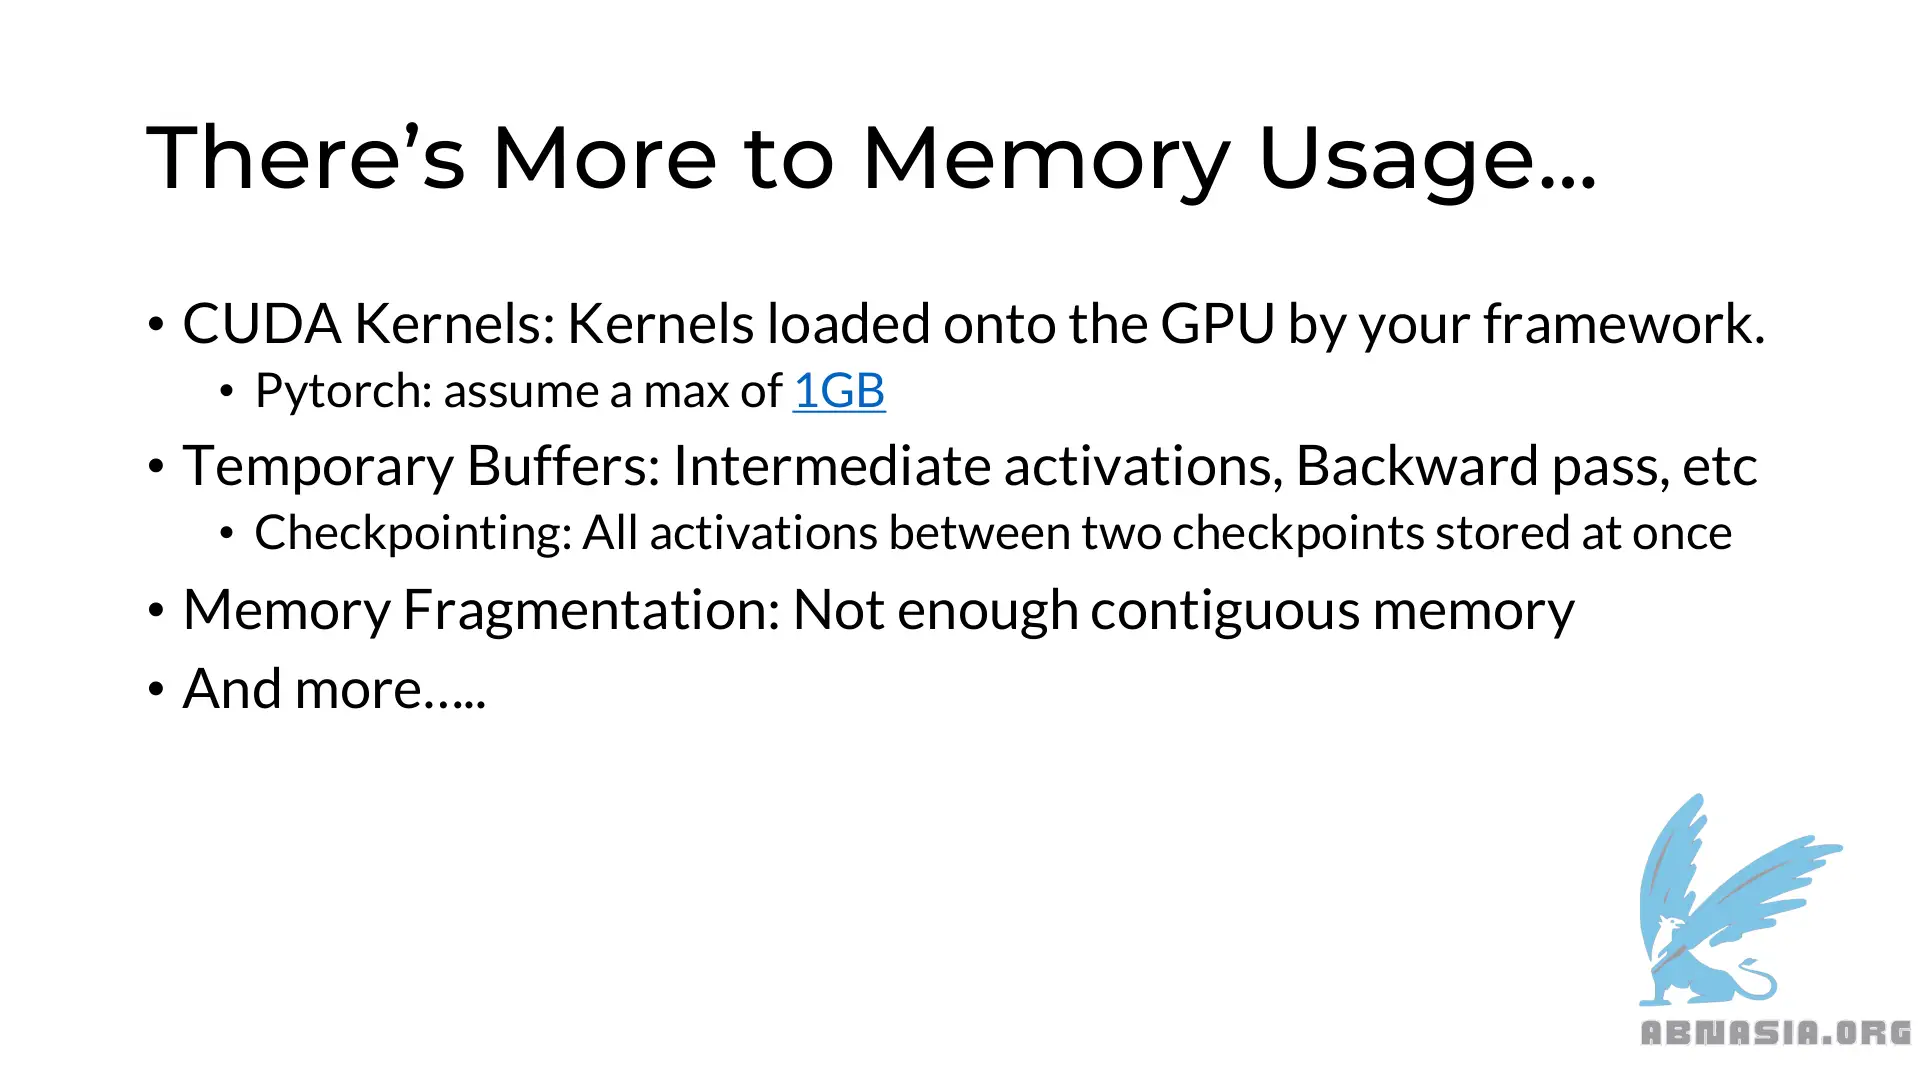 There’s More to Memory Usage…
• CUDA Kernels: Kernels loaded onto the GPU by your framework.
• Pytorch: assume a max of 1GB
• Temporary Buffers: Intermediate activations, Backward pass, etc
• Checkpointing: All activations between two checkpoints stored at once
• Memory Fragmentation: Not enough contiguous memory
• And more…..
ABNASIA.ORG